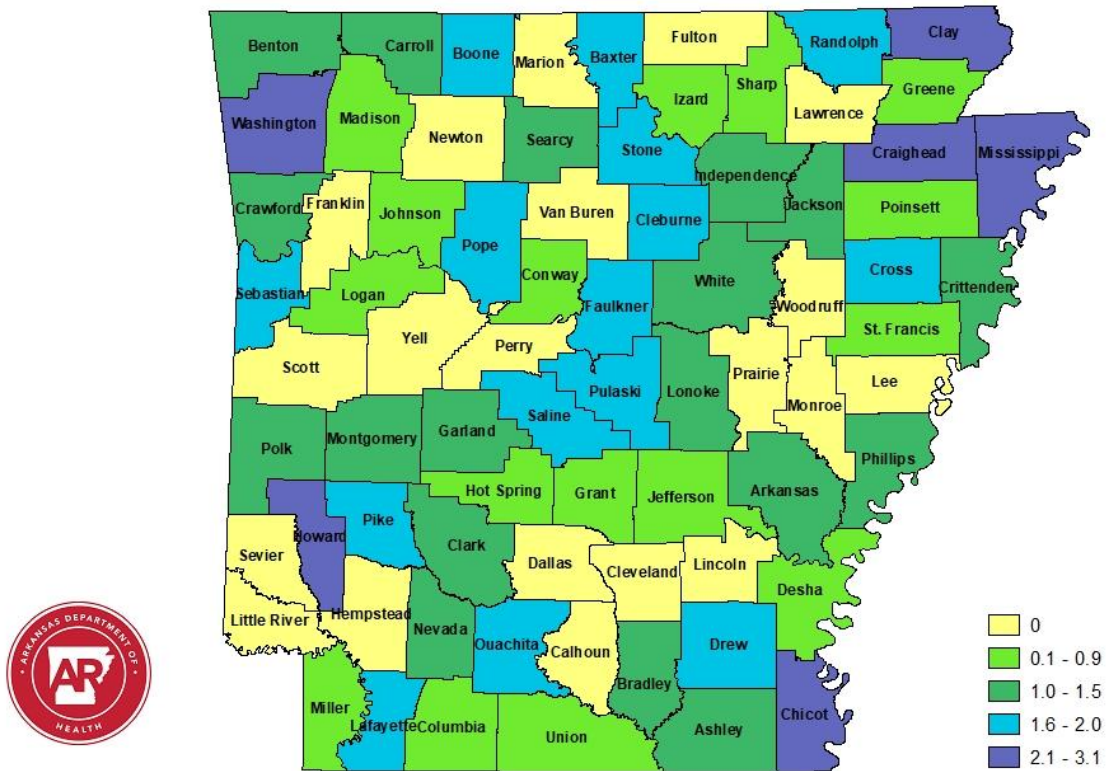 Benton
Carroll
Boone
Marion
Baxter
Fulton
Randolph
Clay
Sharp
Izard
Greene
Lawrence
Washington
Madison
Newton
Searcy
Stone
Independence
Craighead
Mississippi
Jackson
Crawford
Franklin
Johnson
Van Buren
Cleburne
Poinsett
Pope
Conway
White
Cross
Crittenden
Sebastian
Logan
Faulkner
Woodruff
St. Francis
Yell
Perry
Scott
Prairie
Lee
Pulaski
Lonoke
Monroe
Saline
Polk
Montgomery
Garland
Phillips
Hot Spring
Grant
Jefferson
Arkansas
Howard
Pike
Clark
Sevier
Dallas
Cleveland
Lincoln
Desha
Little River
Hempstead
Nevada
Ouachita
Calhoun
Drew
Bradley
Miller
Lafayette
Columbia
Union
Ashley
Chicot
ARKANSAS DEPARTMENT OF
AR
HEALTH
0
0.1 - 0.9
1.0 - 1.5
1.6 - 2.0
2.1 - 3.1